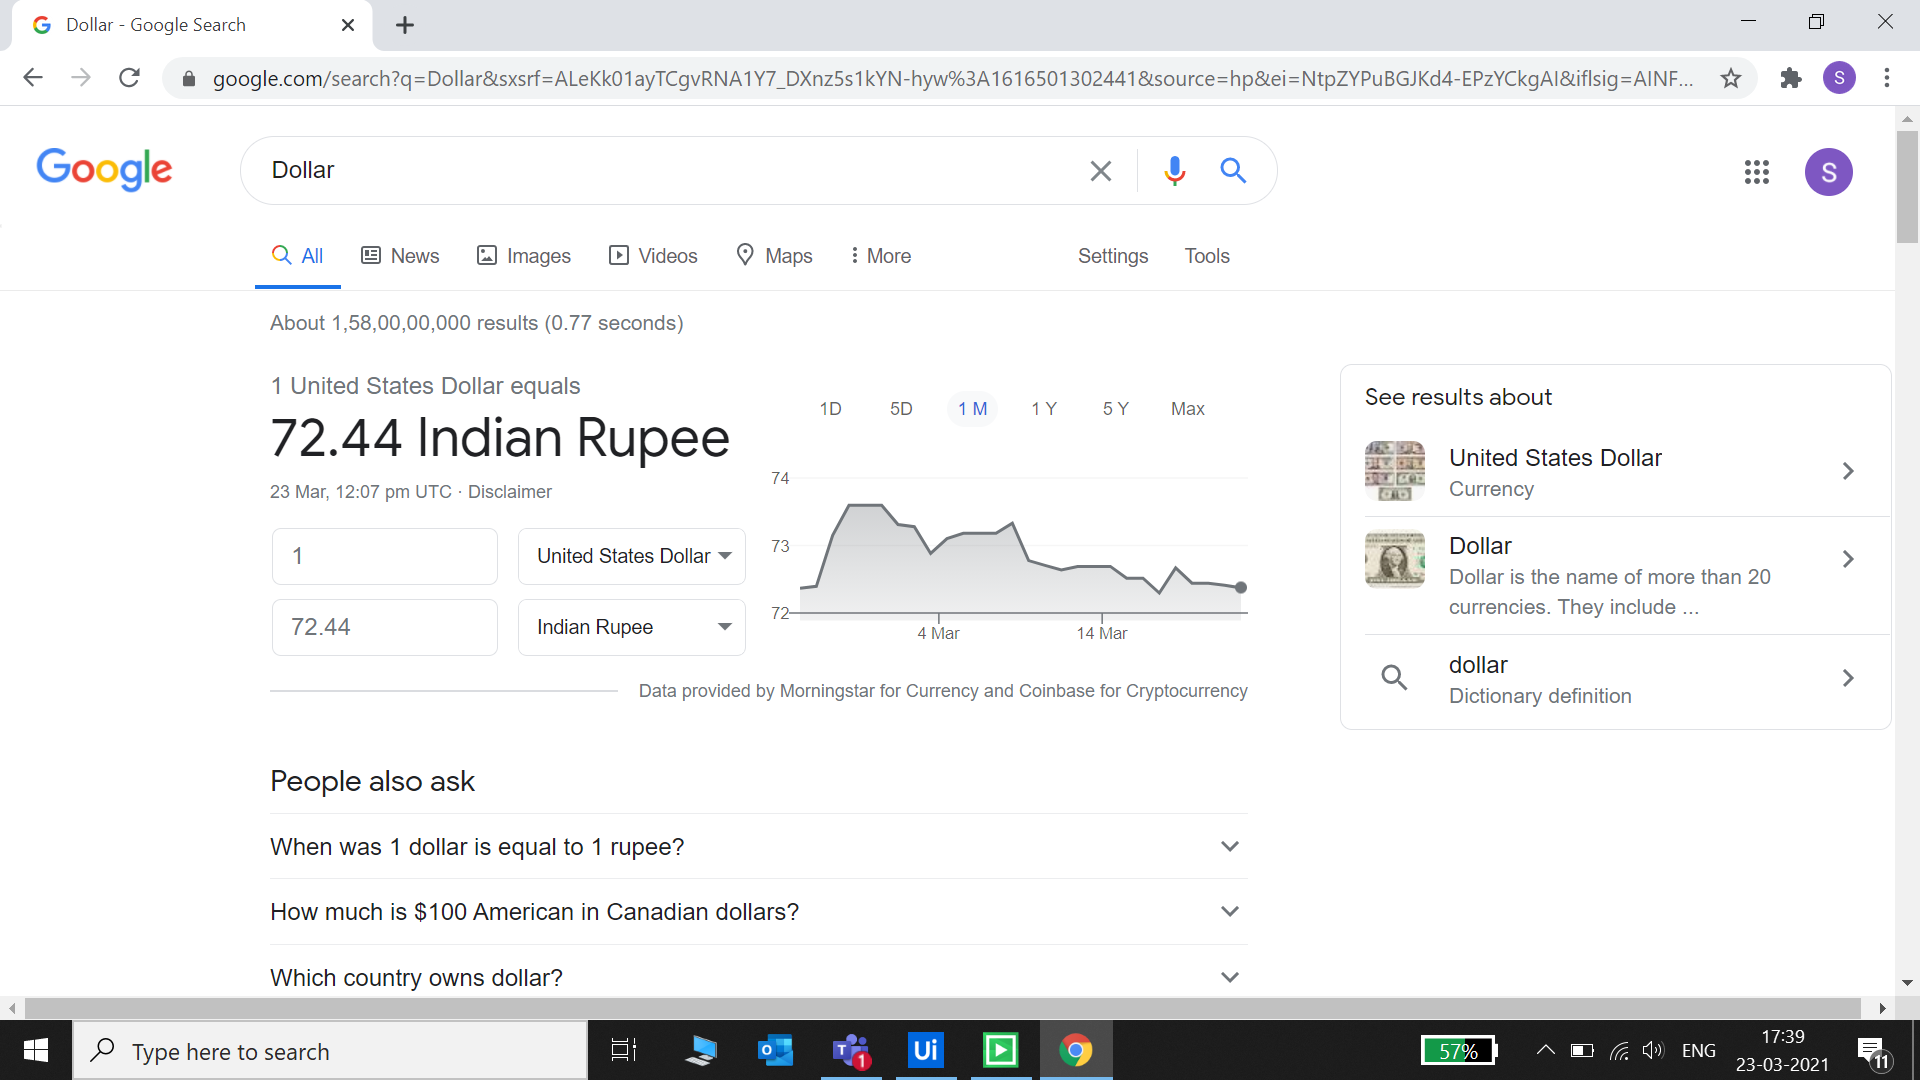 Dollar - Google Search
google.com/search?q=Dollar&sxsrf=ALeKk01ayTCgvRNA1Y7_DXnz5s1kYN-hyw%3A1616501302441&source=hp&ei=NtpZYPuBGJKd4-EPzYCkgAI&iflsig=AINF...
S
Google
Dollar
S
All News Images Videos Maps More Settings Tools
About 1,58,00,00,000 results (0.77 seconds)
1 United States Dollar equals
72.44 Indian Rupee
23 Mar, 12:07 pm UTC · Disclaimer
1 United States Dollar
72.44 Indian Rupee
1D 5D 1 M 1 Y 5 Y Max
74
73
72
4 Mar 14 Mar
Data provided by Morningstar for Currency and Coinbase for Cryptocurrency
See results about
United States Dollar
Currency
Dollar
Dollar is the name of more than 20
currencies. They include ...
dollar
Dictionary definition
People also ask
When was 1 dollar is equal to 1 rupee?
How much is $100 American in Canadian dollars?
Which country owns dollar?
Type here to search
T 1
Ui
57%
ENG
17:39
23-03-2021
11